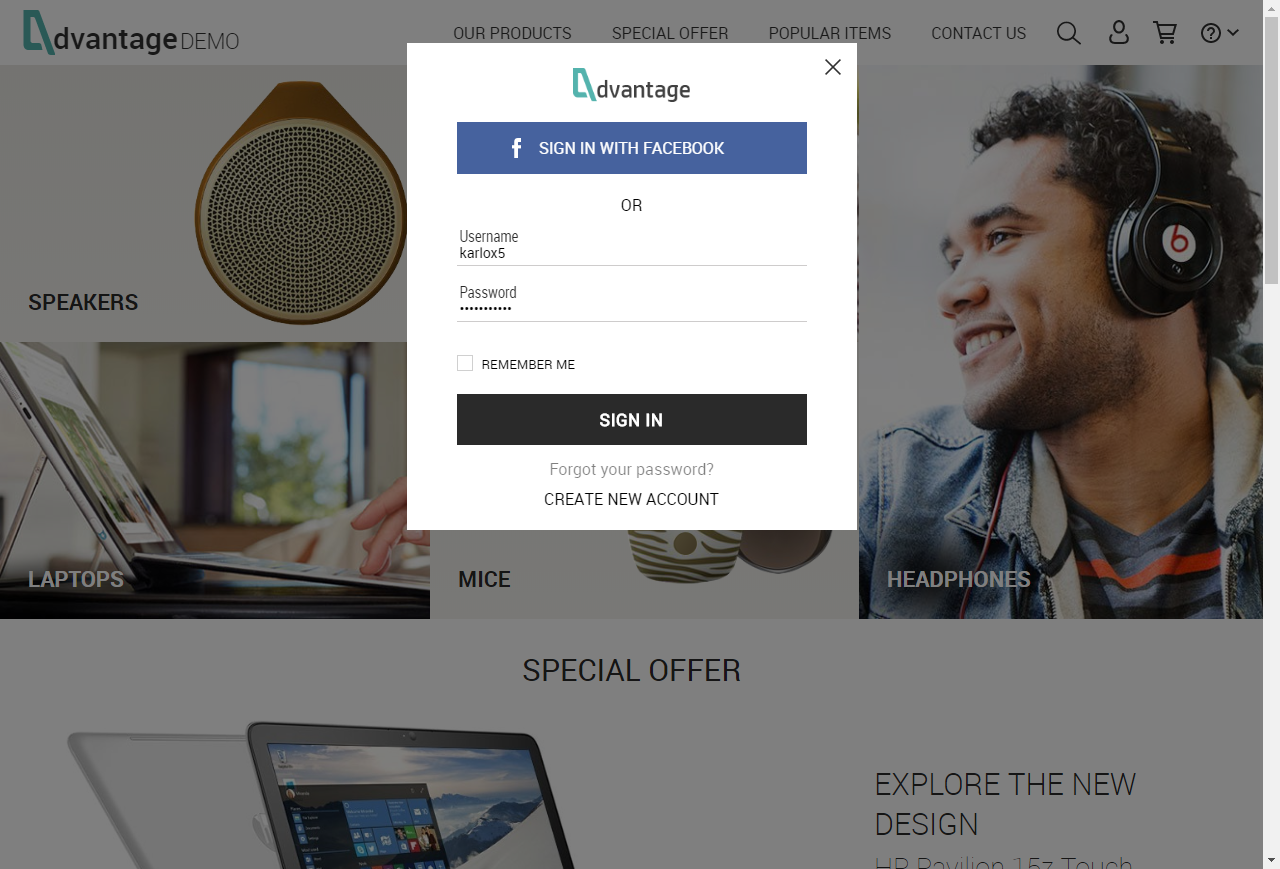 dvantage DEMO
OUR PRODUCTS
SPECIAL OFFER
POPULAR ITEMS
CONTACT US
dvantage
SIGN IN WITH FACEBOOK
OR
Username
karlox5
Password
•••••••••••
REMEMBER ME
SIGN IN
Forgot your password?
CREATE NEW ACCOUNT
SPEAKERS
LAPTOPS
MICE
HEADPHONES
SPECIAL OFFER
EXPLORE THE NEW
DESIGN
HP Pavilion 15z Touch